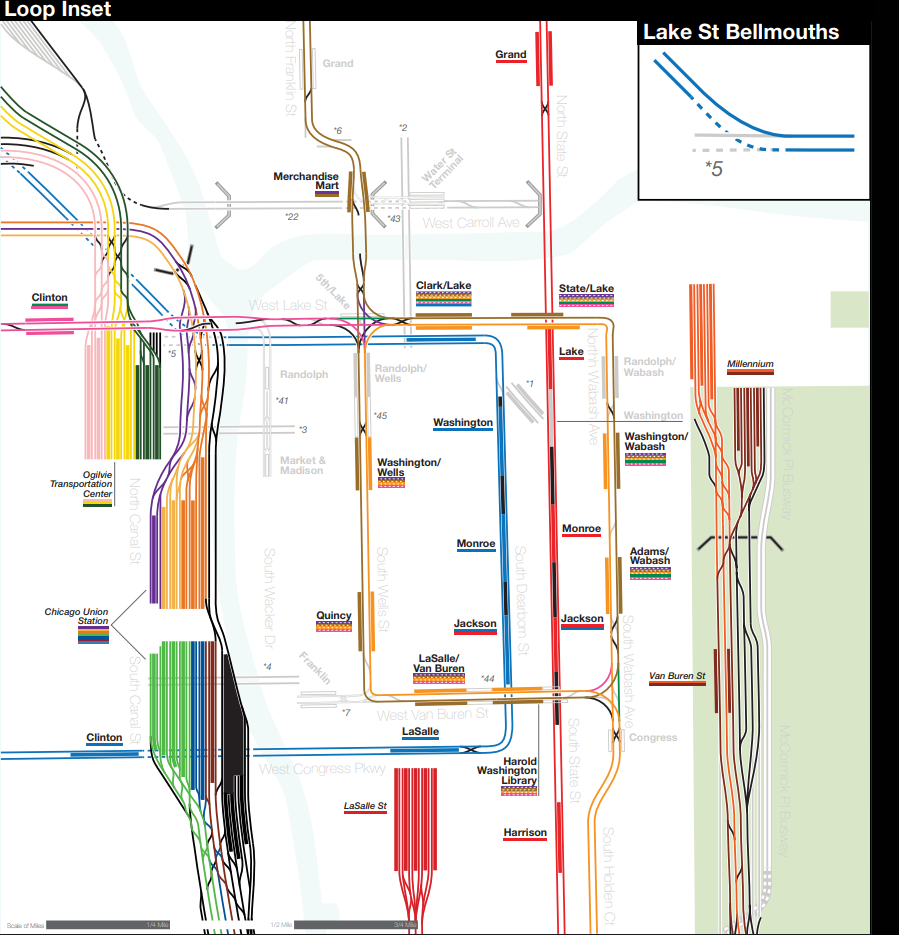 Loop Inset
Lake St Bellmouths
*5
North Franklin St
Grand
Grand
North State St
*6
*2
Water St
Terminal
Merchandise
Mart
*22
*43
West Carroll Ave
5th/Lake
Clark/Lake
State/Lake
Clinton
West Lake St
*5
Lake
North Wabash Ave
Randolph/
Wabash
Millennium
Randolph
Randolph/
Wells
*1
*41
*3
*45
Washington
Washington
Washington/
Wabash
McCormick Pl Busway
Market &
Madison
Washington/
Wells
Ogilvie
Transportation
Center
North Canal St
Monroe
Monroe
South Wacker Dr
South Wells St
South Dearborn St
Adams/
Wabash
Chicago Union
Station
Quincy
Jackson
Jackson
South Wabash Ave
South Canal St
*4
Franklin
LaSalle/
Van Buren
*44
Van Buren St
*7
West Van Buren St
South State St
Congress
McCormick Pl Busway
Clinton
LaSalle
West Congress Pkwy
Harold
Washington
Library
LaSalle St
Harrison
South Holden Ct
Scale of Miles
1/4 Mile
1/2 Mile
3/4 Mile